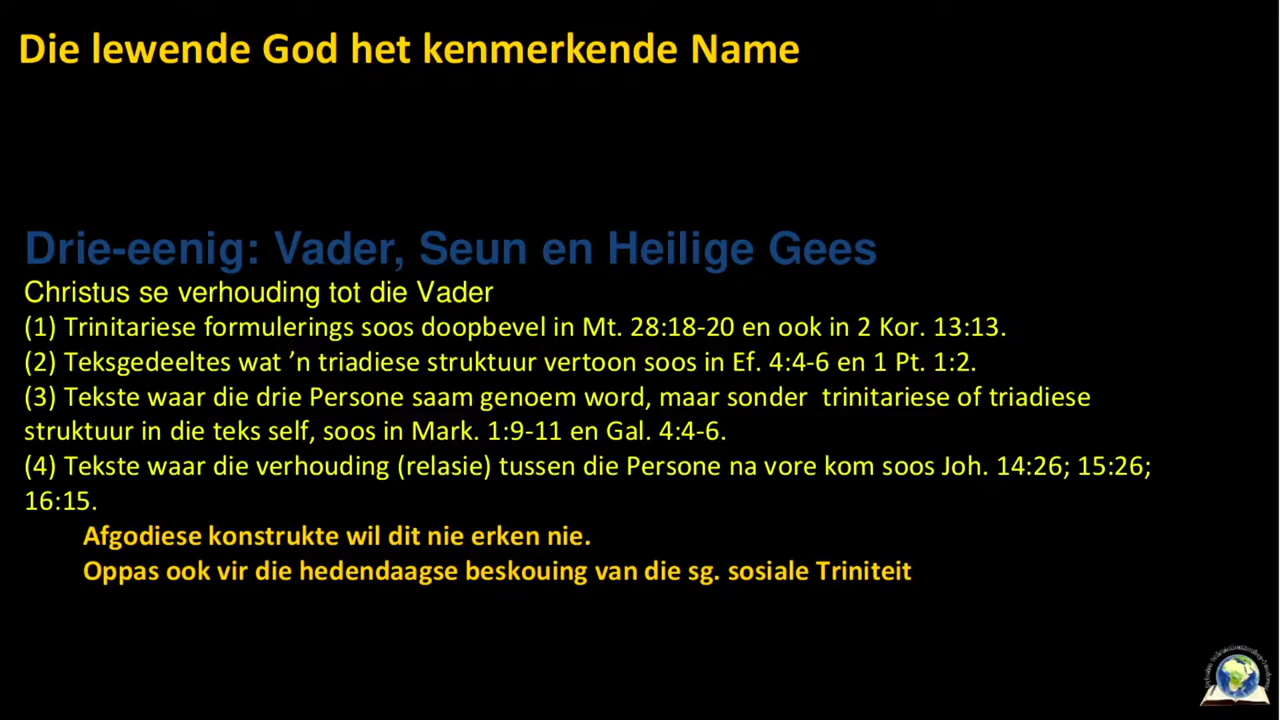 Die lewende God het kenmerkende Name
Drie-eenig: Vader, Seun en Heilige Gees
Christus se verhouding tot die Vader
(1) Trinitariese formulerings soos doopbevel in Mt. 28:18-20 en ook in 2 Kor. 13:13.
(2) Teksgedeeltes wat ’n triadiese struktuur vertoon soos in Ef. 4:4-6 en 1 Pt. 1:2.
(3) Tekste waar die drie Persone saam genoem word, maar sonder trinitariese of triadiese
struktuur in die teks self, soos in Mark. 1:9-11 en Gal. 4:4-6.
(4) Tekste waar die verhouding (relasie) tussen die Persone na vore kom soos Joh. 14:26; 15:26;
16:15.
Afgodiese konstrukte wil dit nie erken nie.
Oppas ook vir die hedendaagse beskouing van die sg. sosiale Triniteit